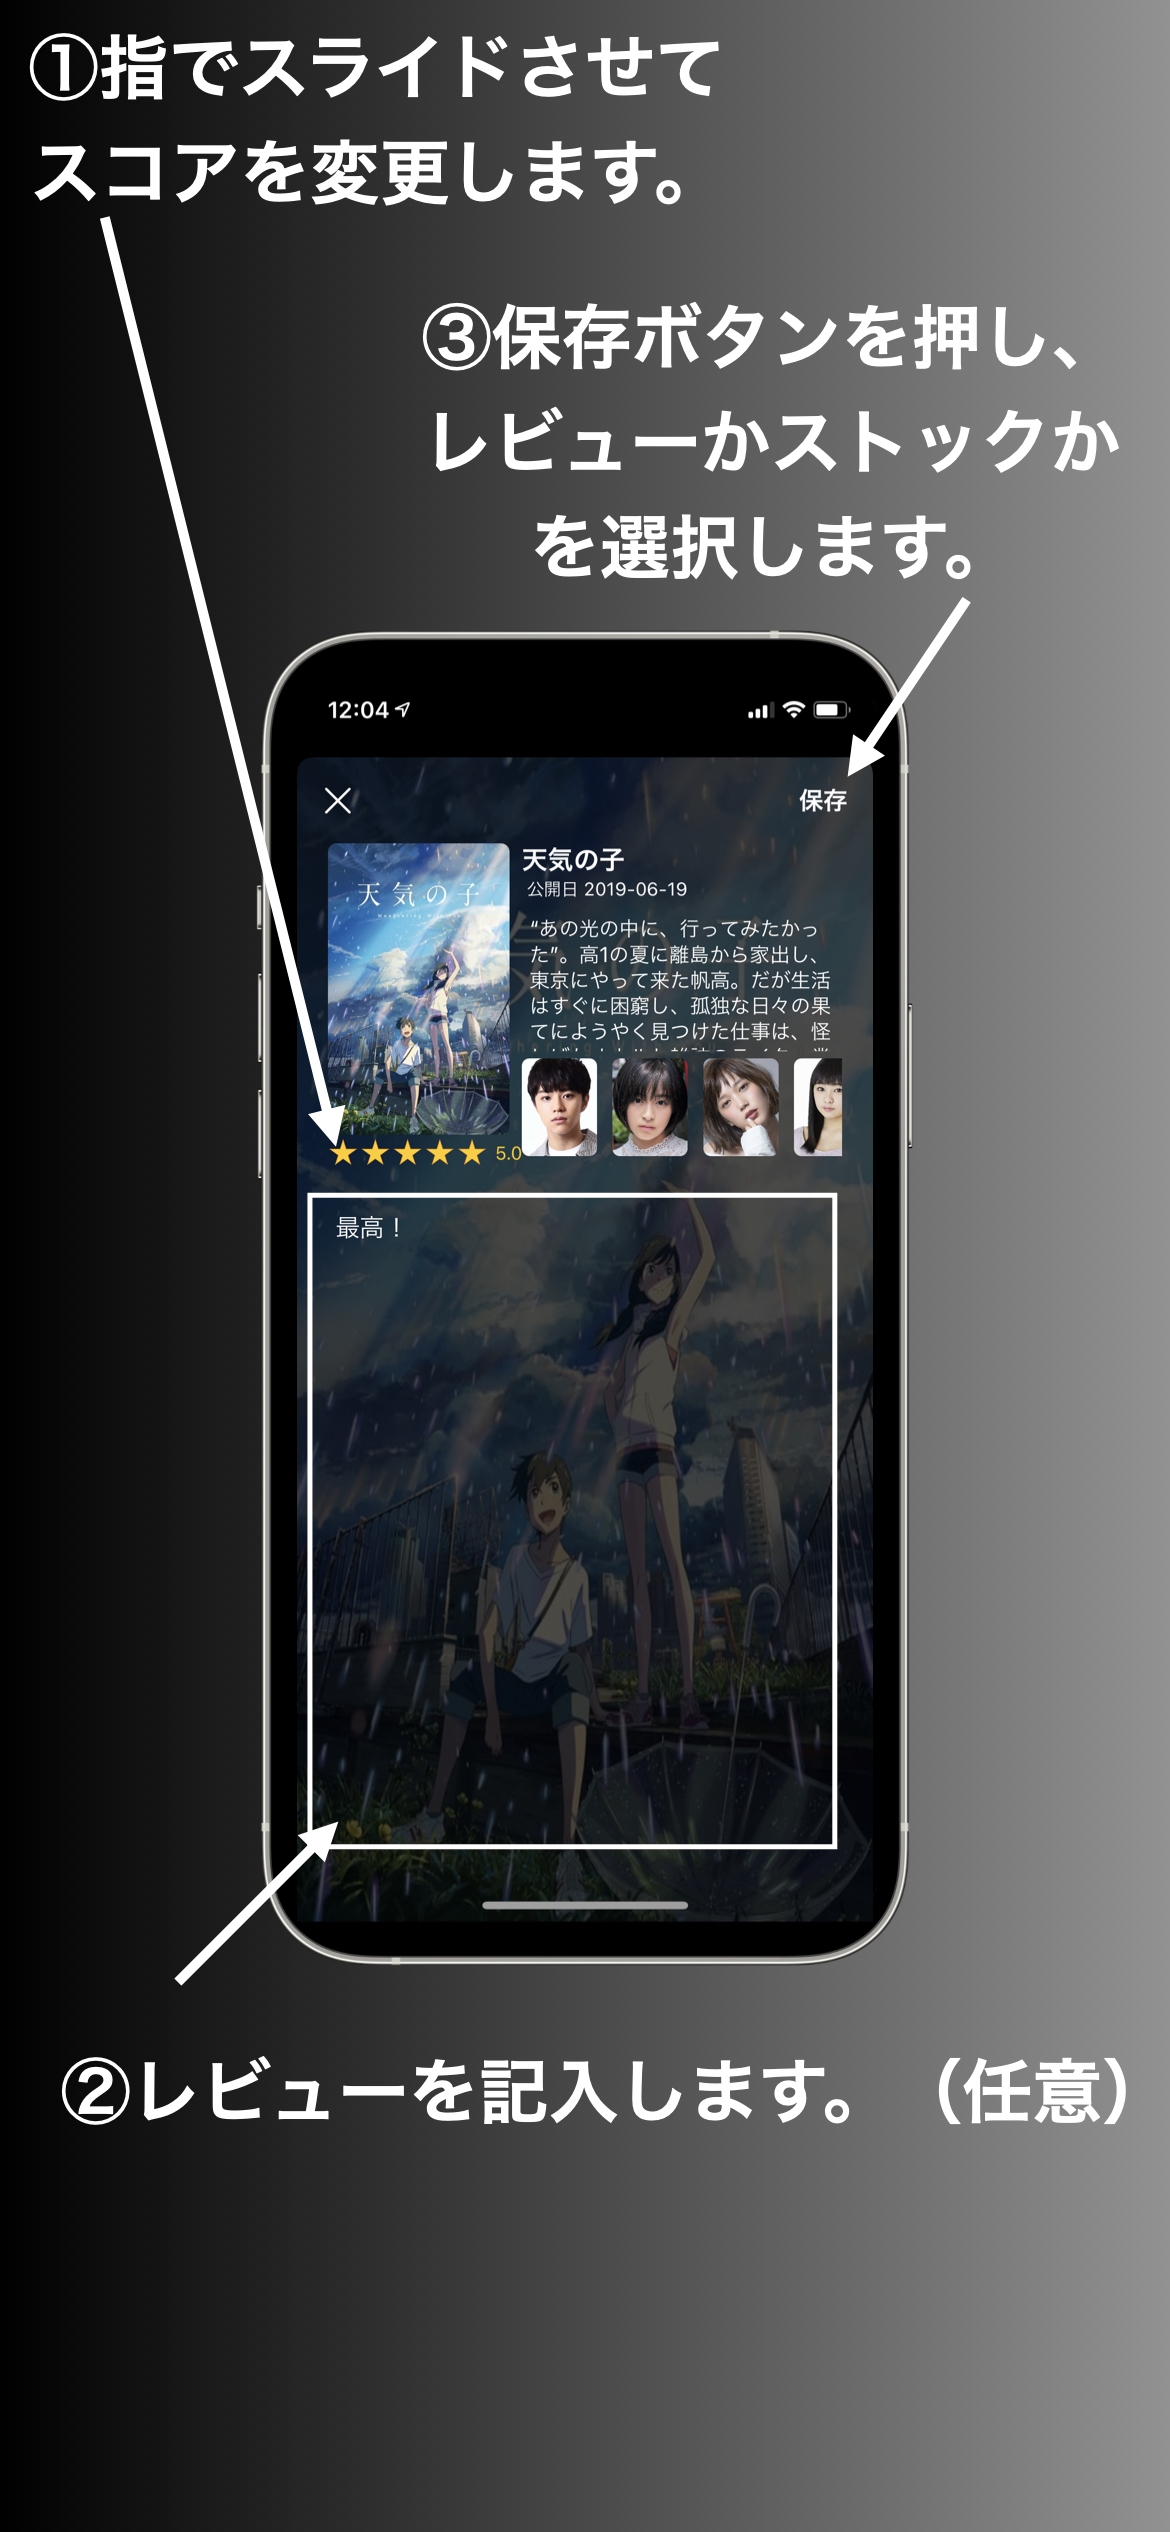 ①指でスライドさせて
スコアを変更します。
③保存ボタンを押し、
レビューかストックか
を選択します。
12:04
保存
天気の子
天気の子
公開日 2019-06-19
“あの光の中に、行ってみたかっ
た”。高1の夏に離島から家出し、
東京にやって来た帆高。だが生活
はすぐに困窮し、孤独な日々の果
てにようやく見つけた仕事は、怪
5.0
最高！
②レビューを記入します。（任意）